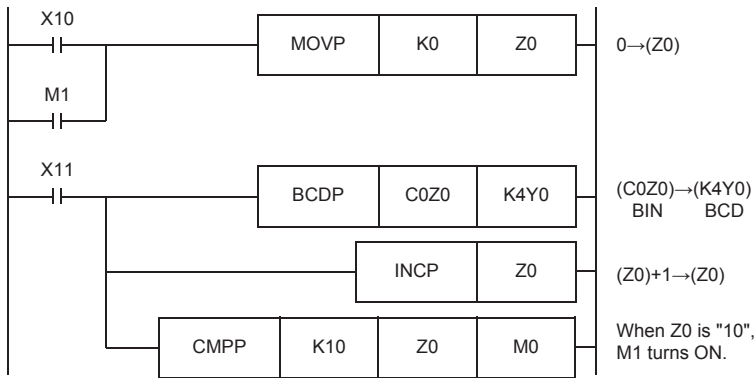 X10
MOVP K0 Z0
0→(Z0)
M1
X11
BCDP C0Z0 K4Y0
(C0Z0)→(K4Y0)
BIN BCD
INCP Z0
(Z0)+1→(Z0)
CMPP K10 Z0 M0
When Z0 is "10",
M1 turns ON.